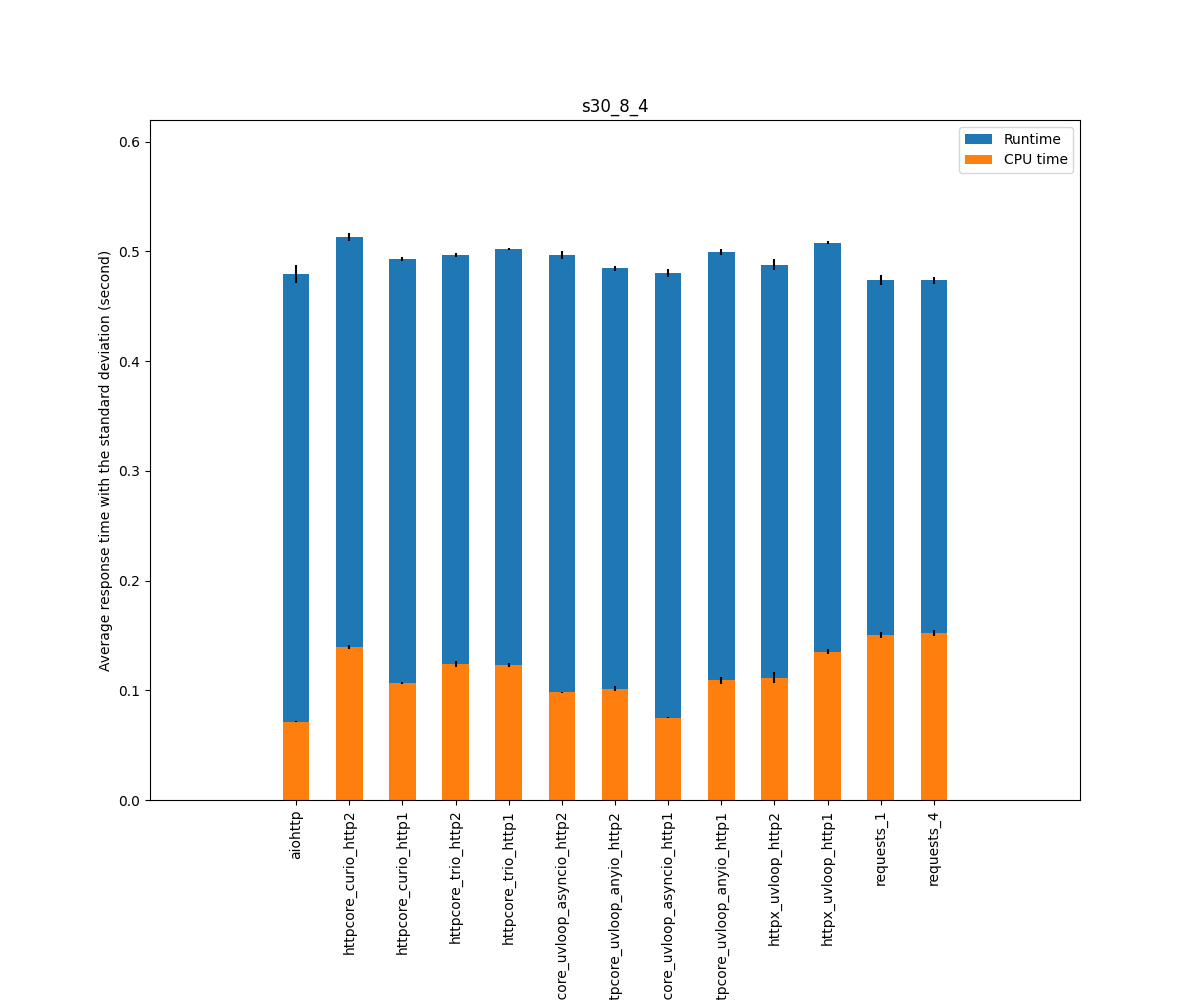 s30_8_4
Runtime
CPU time
Average response time with the standard deviation (second)
0.6
0.5
0.4
0.3
0.2
0.1
0.0
aiohttp
httpcore_curio_http2
httpcore_curio_http1
httpcore_trio_http2
httpcore_trio_http1
core_uvloop_asyncio_http2
tpcore_uvloop_anyio_http2
core_uvloop_asyncio_http1
tpcore_uvloop_anyio_http1
httpx_uvloop_http2
httpx_uvloop_http1
requests_1
requests_4